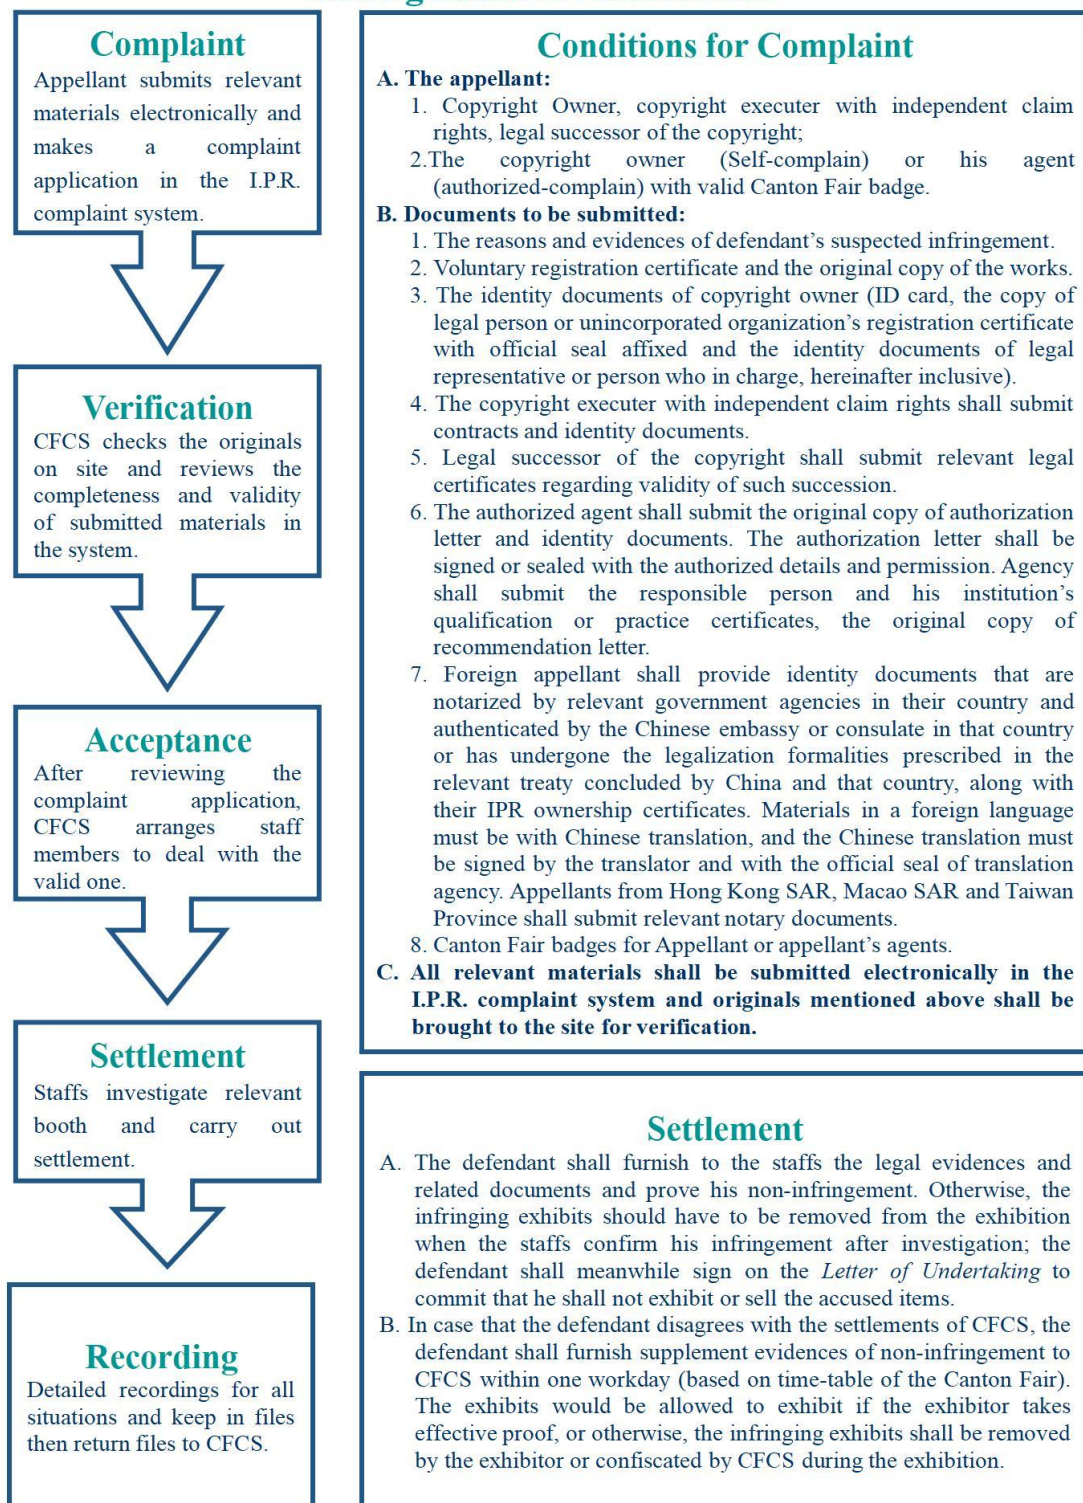 Complaint
Appellant submits relevant
materials electronically and
makes a complaint
application in the I.P.R.
complaint system.
Verification
CFCS checks the originals
on site and reviews the
completeness and validity
of submitted materials in
the system.
Acceptance
After reviewing the
complaint application,
CFCS arranges staff
members to deal with the
valid one.
Settlement
Staffs investigate relevant
booth and carry out
settlement.
Recording
Detailed recordings for all
situations and keep in files
then return files to CFCS.
Conditions for Complaint
A. The appellant:
1. Copyright Owner, copyright executer with independent claim
rights, legal successor of the copyright;
2.The copyright owner (Self-complain) or his agent
(authorized-complain) with valid Canton Fair badge.
B. Documents to be submitted:
1. The reasons and evidences of defendant's suspected infringement.
2. Voluntary registration certificate and the original copy of the works.
3. The identity documents of copyright owner (ID card, the copy of
legal person or unincorporated organization's registration certificate
with official seal affixed and the identity documents of legal
representative or person who in charge, hereinafter inclusive).
4. The copyright executer with independent claim rights shall submit
contracts and identity documents.
5. Legal successor of the copyright shall submit relevant legal
certificates regarding validity of such succession.
6. The authorized agent shall submit the original copy of authorization
letter and identity documents. The authorization letter shall be
signed or sealed with the authorized details and permission. Agency
shall submit the responsible person and his institution's
qualification or practice certificates, the original copy of
recommendation letter.
7. Foreign appellant shall provide identity documents that are
notarized by relevant government agencies in their country and
authenticated by the Chinese embassy or consulate in that country
or has undergone the legalization formalities prescribed in the
relevant treaty concluded by China and that country, along with
their IPR ownership certificates. Materials in a foreign language
must be with Chinese translation, and the Chinese translation must
be signed by the translator and with the official seal of translation
agency. Appellants from Hong Kong SAR, Macao SAR and Taiwan
Province shall submit relevant notary documents.
8. Canton Fair badges for Appellant or appellant's agents.
C. All relevant materials shall be submitted electronically in the
I.P.R. complaint system and originals mentioned above shall be
brought to the site for verification.
Settlement
A. The defendant shall furnish to the staffs the legal evidences and
related documents and prove his non-infringement. Otherwise, the
infringing exhibits should have to be removed from the exhibition
when the staffs confirm his infringement after investigation; the
defendant shall meanwhile sign on the Letter of Undertaking to
commit that he shall not exhibit or sell the accused items.
B. In case that the defendant disagrees with the settlements of CFCS, the
defendant shall furnish supplement evidences of non-infringement to
CFCS within one workday (based on time-table of the Canton Fair).
The exhibits would be allowed to exhibit if the exhibitor takes
effective proof, or otherwise, the infringing exhibits shall be removed
by the exhibitor or confiscated by CFCS during the exhibition.